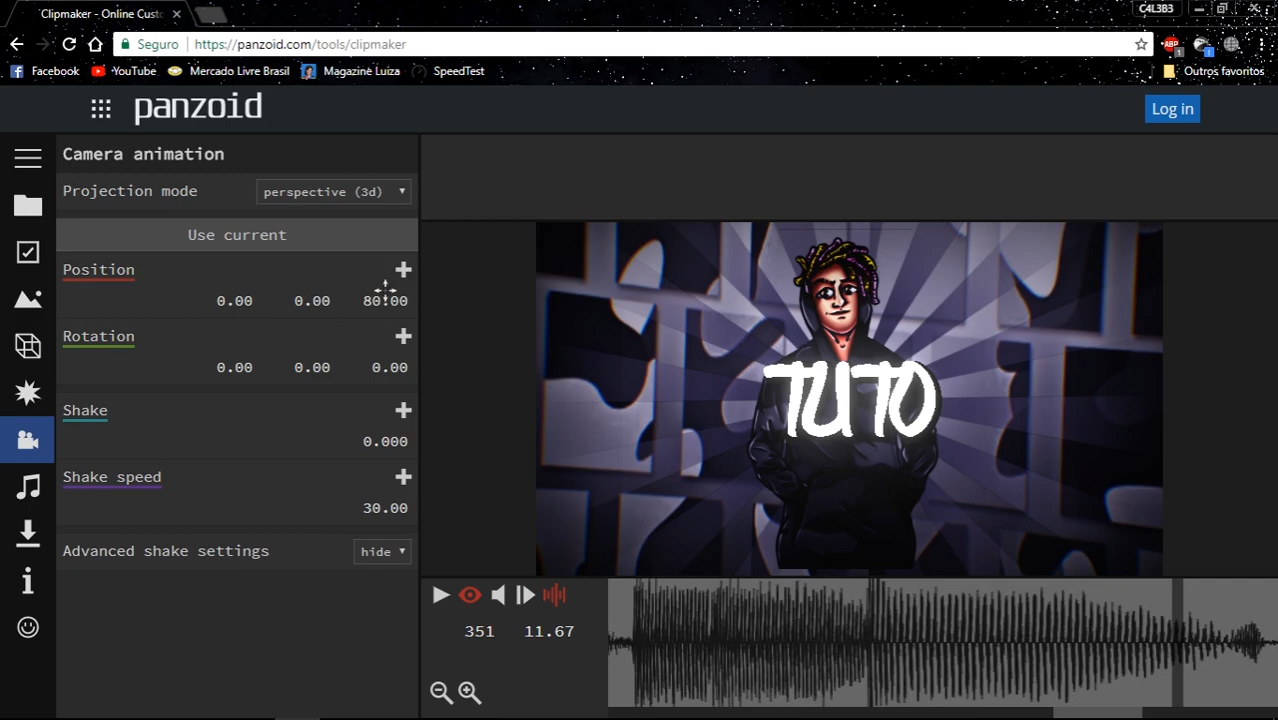 Clipmaker - Online Custo
C4L3B3
Seguro https://panzoid.com/tools/clipmaker
ABP
1
Facebook YouTube Mercado Livre Brasil Magazine Luiza SpeedTest Outros favoritos
panzoid
Log in
Camera animation
Projection mode perspective (3d)
Use current
Position
0.00 0.00 80.00
Rotation
0.00 0.00 0.00
Shake
0.000
Shake speed
30.00
Advanced shake settings hide
TUTO
351 11.67